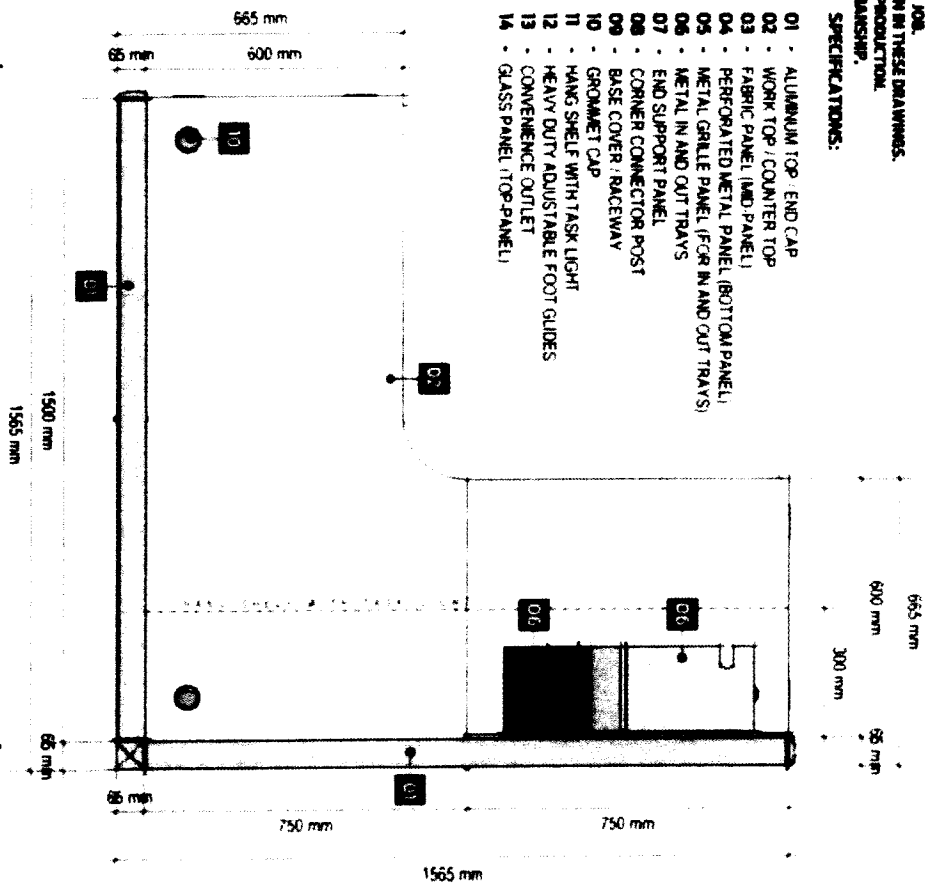 JOB.
N IN THESE DRAWINGS.
PRODUCTION.
MANSHIP.
SPECIFICATIONS:
01 - ALUMINUM TOP / END CAP
02 - WORK TOP / COUNTER TOP
03 - FABRIC PANEL (MID-PANEL)
04 - PERFORATED METAL PANEL (BOTTOM PANEL)
05 - METAL GRILLE PANEL (FOR IN AND OUT TRAYS)
06 - METAL IN AND OUT TRAYS
07 - END SUPPORT PANEL
08 - CORNER CONNECTOR POST
09 - BASE COVER / RACEWAY
10 - GROMMET CAP
11 - HANG SHELF WITH TASK LIGHT
12 - HEAVY DUTY ADJUSTABLE FOOT GLIDES
13 - CONVENIENCE OUTLET
14 - GLASS PANEL (TOP-PANEL)
665 mm
65 mm
600 mm
10
01
02
1500 mm
1565 mm
665 mm
600 mm
300 mm
65 mm
06
06
01
65 mm
65 mm
750 mm
750 mm
1565 mm